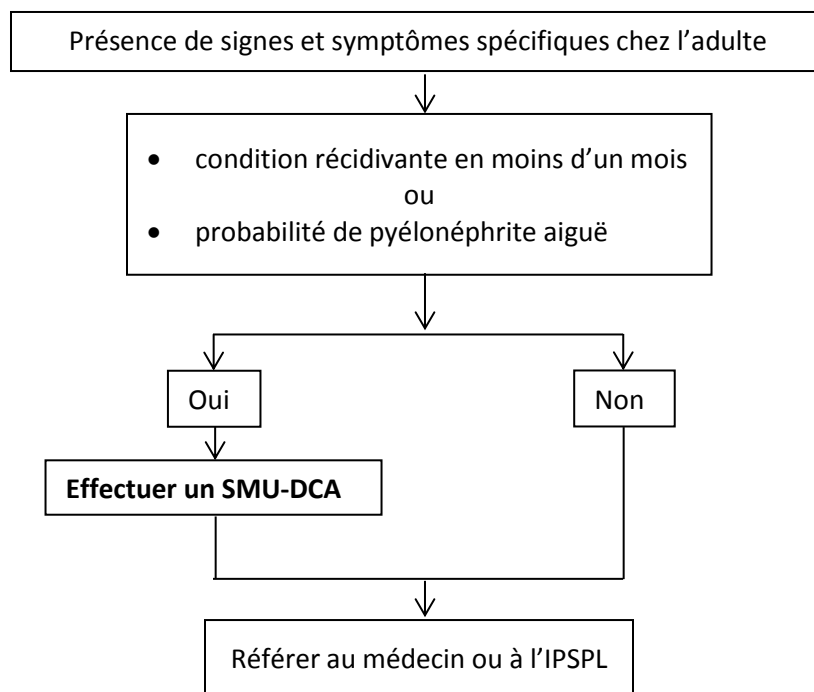 Présence de signes et symptômes spécifiques chez l’adulte
• condition récidivante en moins d’un mois
ou
• probabilité de pyélonéphrite aiguë
Oui
Non
Effectuer un SMU-DCA
Référer au médecin ou à l’IPSPL